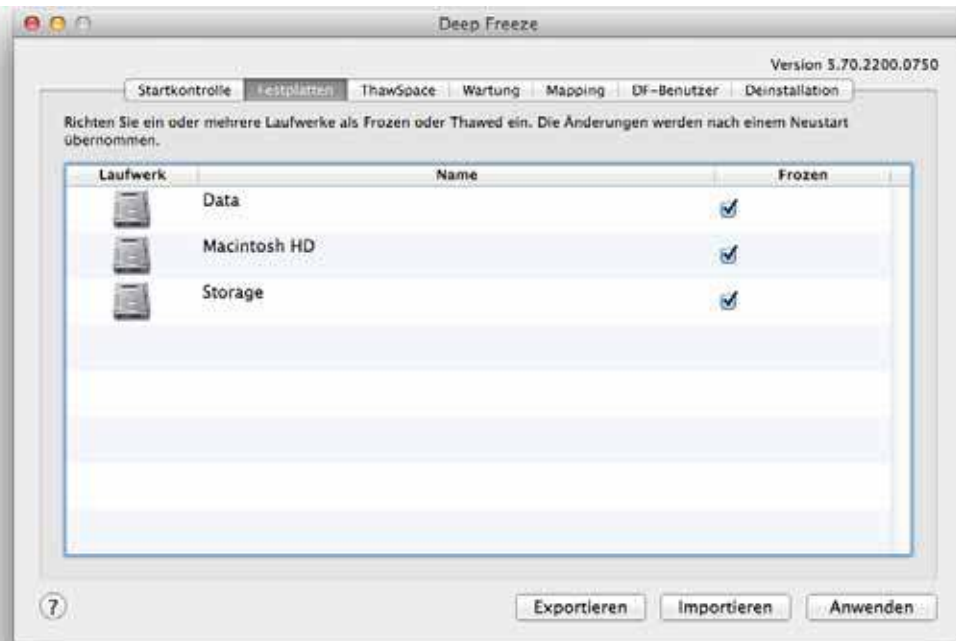 Deep Freeze
Version 5.70.2200.0750
Startkontrolle Festplatten ThawSpace Wartung Mapping DF-Benutzer Deinstallation
Richten Sie ein oder mehrere Laufwerke als Frozen oder Thawed ein. Die Änderungen werden nach einem Neustart
übernommen.
Laufwerk Name Frozen
Data
Macintosh HD
Storage
? Exportieren Importieren Anwenden